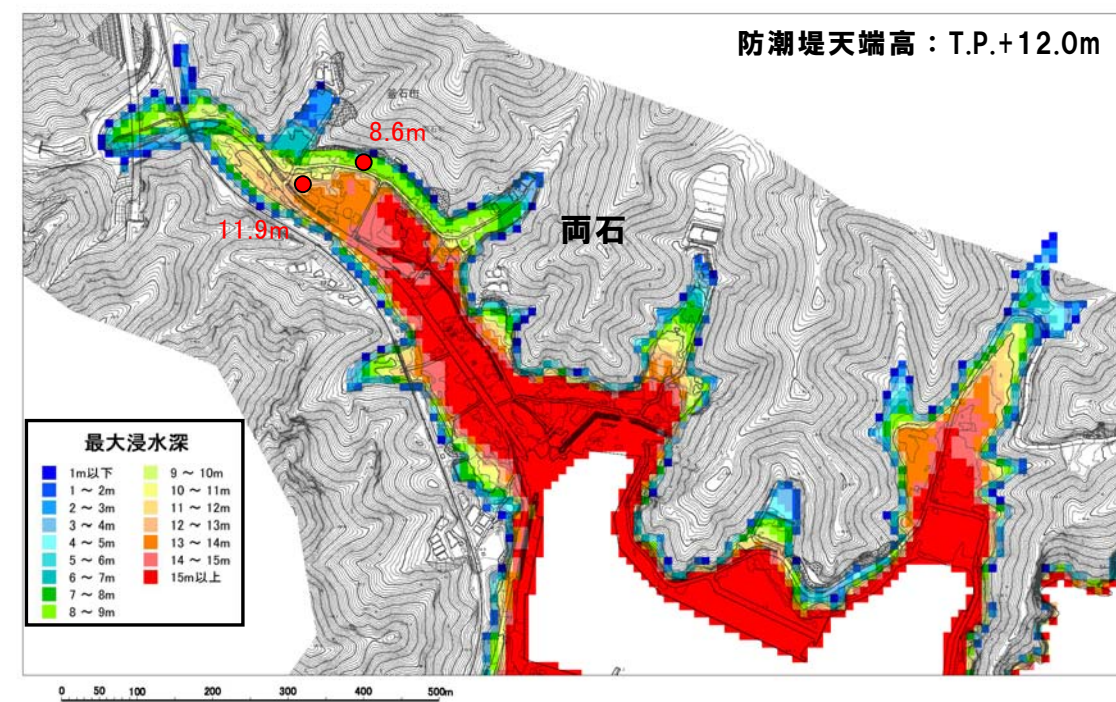 防潮堤天端高：T.P.+12.0m
釜石市
8.6m
11.9m
両石
最大浸水深
1m以下
1 ～ 2m
2 ～ 3m
3 ～ 4m
4 ～ 5m
5 ～ 6m
6 ～ 7m
7 ～ 8m
8 ～ 9m
9 ～ 10m
10 ～ 11m
11 ～ 12m
12 ～ 13m
13 ～ 14m
14 ～ 15m
15m以上
0 50 100 200 300 400 500m